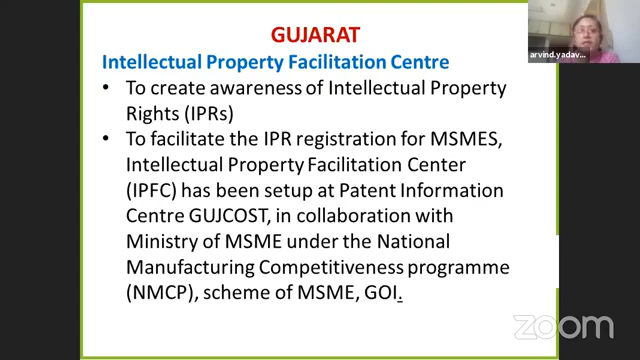 GUJARAT
Intellectual Property Facilitation Centre
• To create awareness of Intellectual Property
Rights (IPRs)
• To facilitate the IPR registration for MSMES,
Intellectual Property Facilitation Center
(IPFC) has been setup at Patent Information
Centre GUJCOST, in collaboration with
Ministry of MSME under the National
Manufacturing Competitiveness programme
(NMCP), scheme of MSME, GOI.
arvind.yadav...
zoom